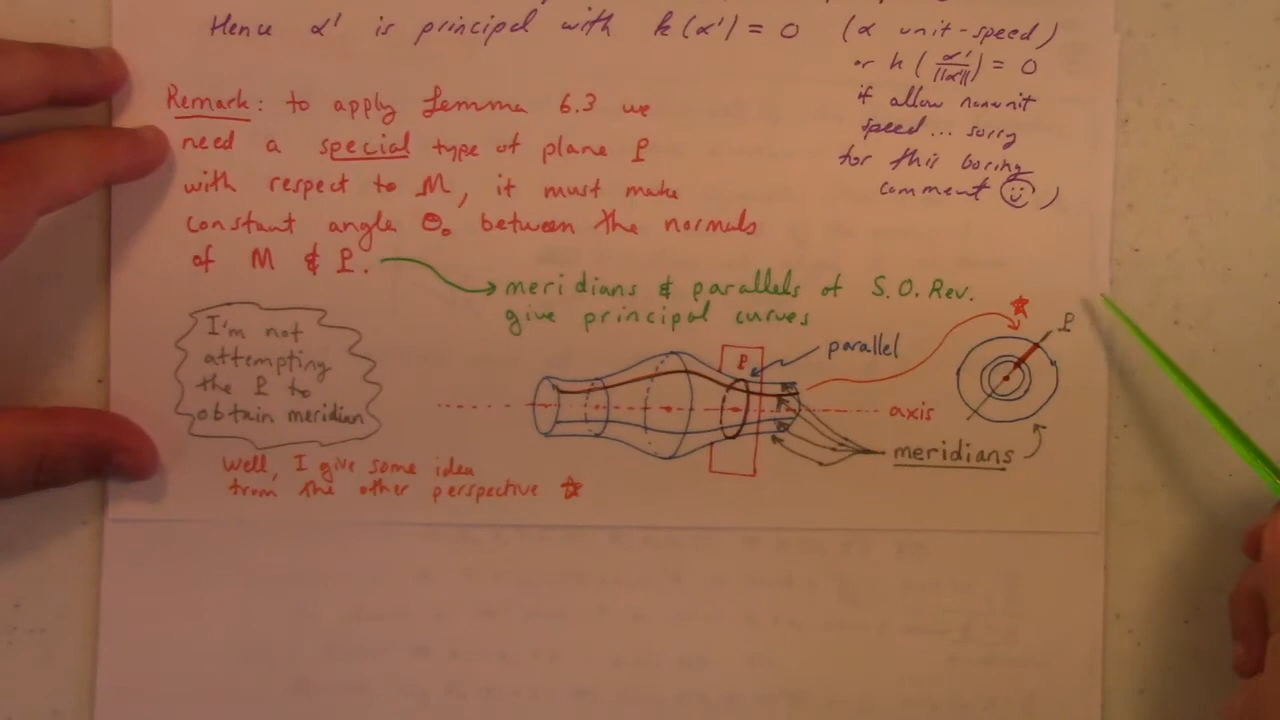 Hence α' is principal with k(α') = 0 (α unit-speed)
or k(α'/||α'||) = 0
if allow nonunit
speed... sorry
for this boring
comment ☺)
Remark: to apply Lemma 6.3 we
need a special type of plane P
with respect to M, it must make
constant angle θ₀ between the normals
of M & P.
→ meridians & parallels of S.O.Rev.
give principal curves
I'm not
attempting
the P to
obtain meridian
Well, I give some idea
from the other perspective ☆
P
parallel
axis
meridians
☆
P